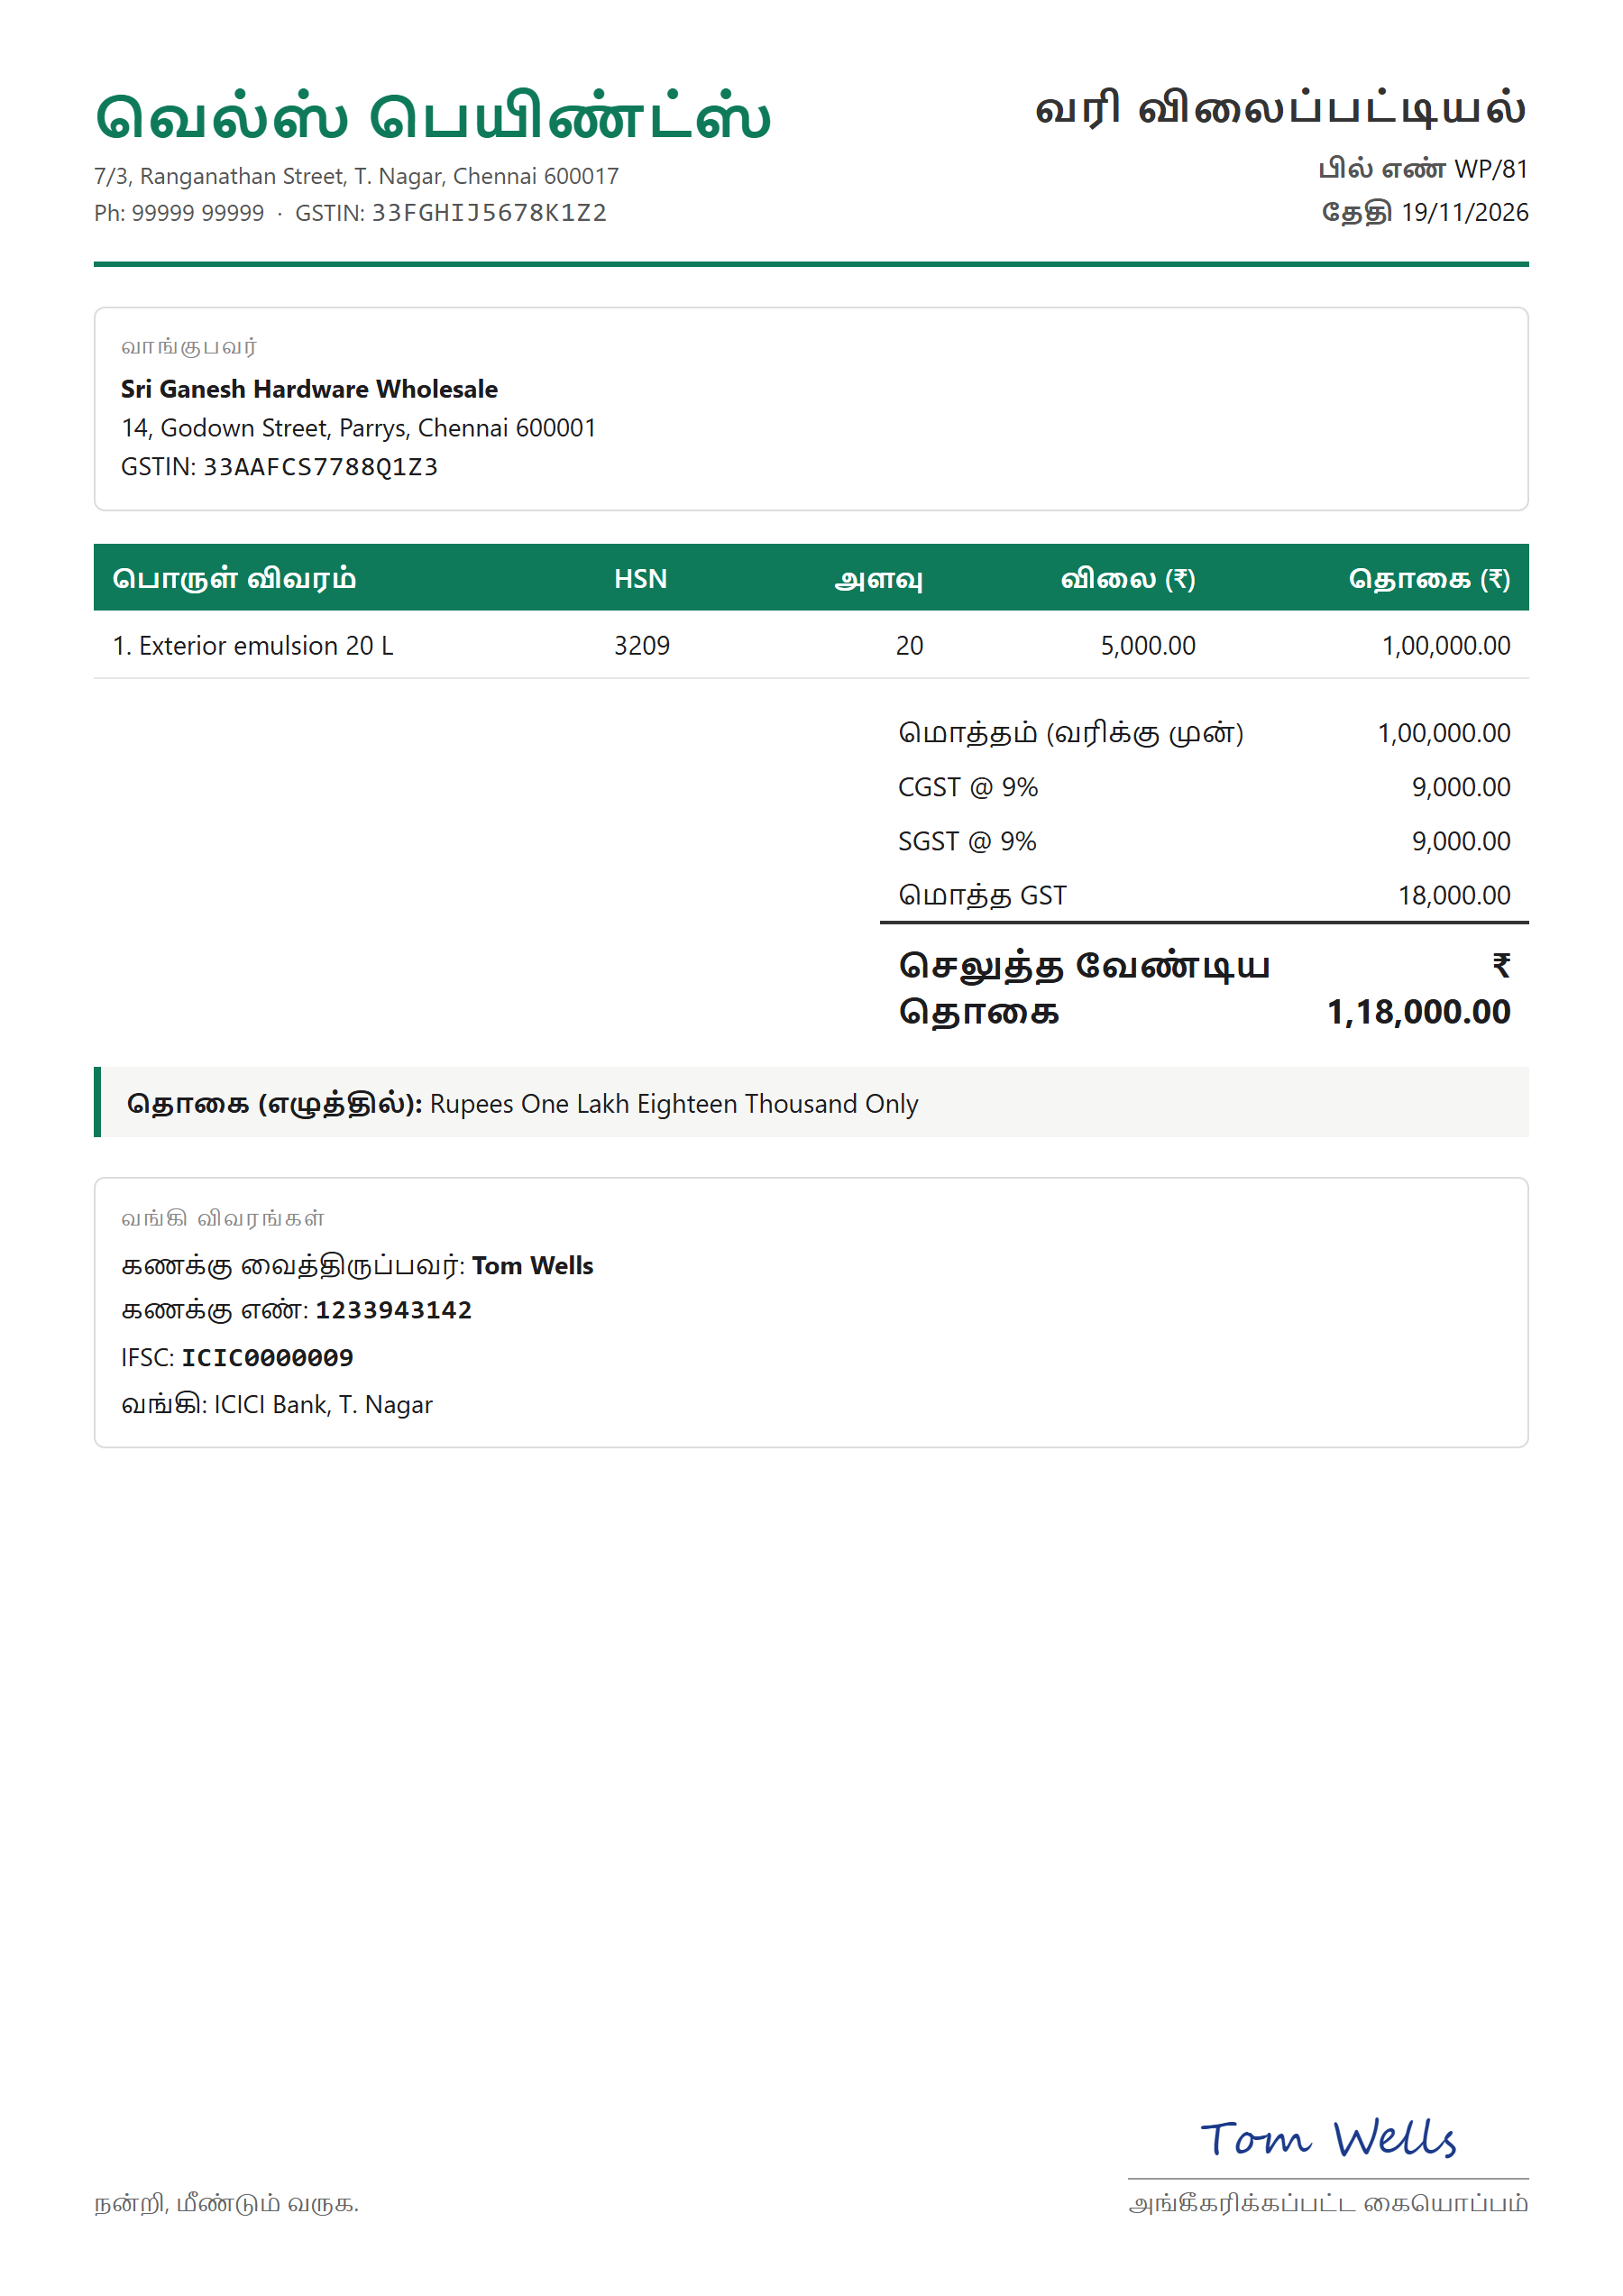 வெல்ஸ் பெயிண்ட்ஸ்
7/3, Ranganathan Street, T. Nagar, Chennai 600017
Ph: 99999 99999 · GSTIN: 33FGHIJ5678K1Z2
வரி விலைப்பட்டியல்
பில் எண் WP/81
தேதி 19/11/2026
வாங்குபவர்
Sri Ganesh Hardware Wholesale
14, Godown Street, Parrys, Chennai 600001
GSTIN: 33AAFCS7788Q1Z3
பொருள் விவரம் HSN அளவு விலை (₹) தொகை (₹)
1. Exterior emulsion 20 L 3209 20 5,000.00 1,00,000.00
மொத்தம் (வரிக்கு முன்) 1,00,000.00
CGST @ 9% 9,000.00
SGST @ 9% 9,000.00
மொத்த GST 18,000.00
செலுத்த வேண்டிய ₹
தொகை 1,18,000.00
தொகை (எழுத்தில்): Rupees One Lakh Eighteen Thousand Only
வங்கி விவரங்கள்
கணக்கு வைத்திருப்பவர்: Tom Wells
கணக்கு எண்: 1233943142
IFSC: ICIC0000009
வங்கி: ICICI Bank, T. Nagar
Tom Wells
நன்றி, மீண்டும் வருக. அங்கீகரிக்கப்பட்ட கையொப்பம்